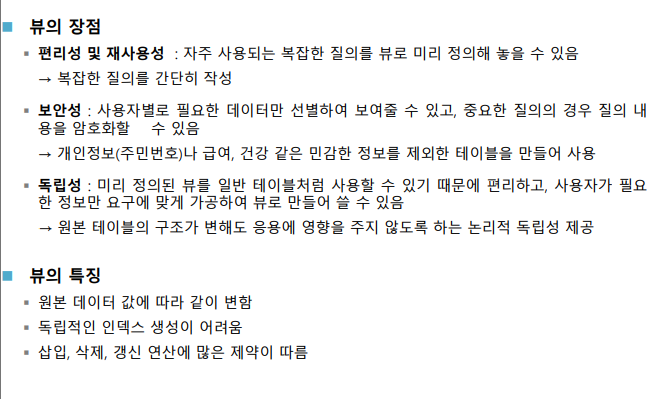 뷰의 장점
편리성 및 재사용성 : 자주 사용되는 복잡한 질의를 뷰로 미리 정의해 놓을 수 있음
→ 복잡한 질의를 간단히 작성
보안성 : 사용자별로 필요한 데이터만 선별하여 보여줄 수 있고, 중요한 질의의 경우 질의 내
용을 암호화할 수 있음
→ 개인정보(주민번호)나 급여, 건강 같은 민감한 정보를 제외한 테이블을 만들어 사용
독립성 : 미리 정의된 뷰를 일반 테이블처럼 사용할 수 있기 때문에 편리하고, 사용자가 필요
한 정보만 요구에 맞게 가공하여 뷰로 만들어 쓸 수 있음
→ 원본 테이블의 구조가 변해도 응용에 영향을 주지 않도록 하는 논리적 독립성 제공
뷰의 특징
원본 데이터 값에 따라 같이 변함
독립적인 인덱스 생성이 어려움
삽입, 삭제, 갱신 연산에 많은 제약이 따름